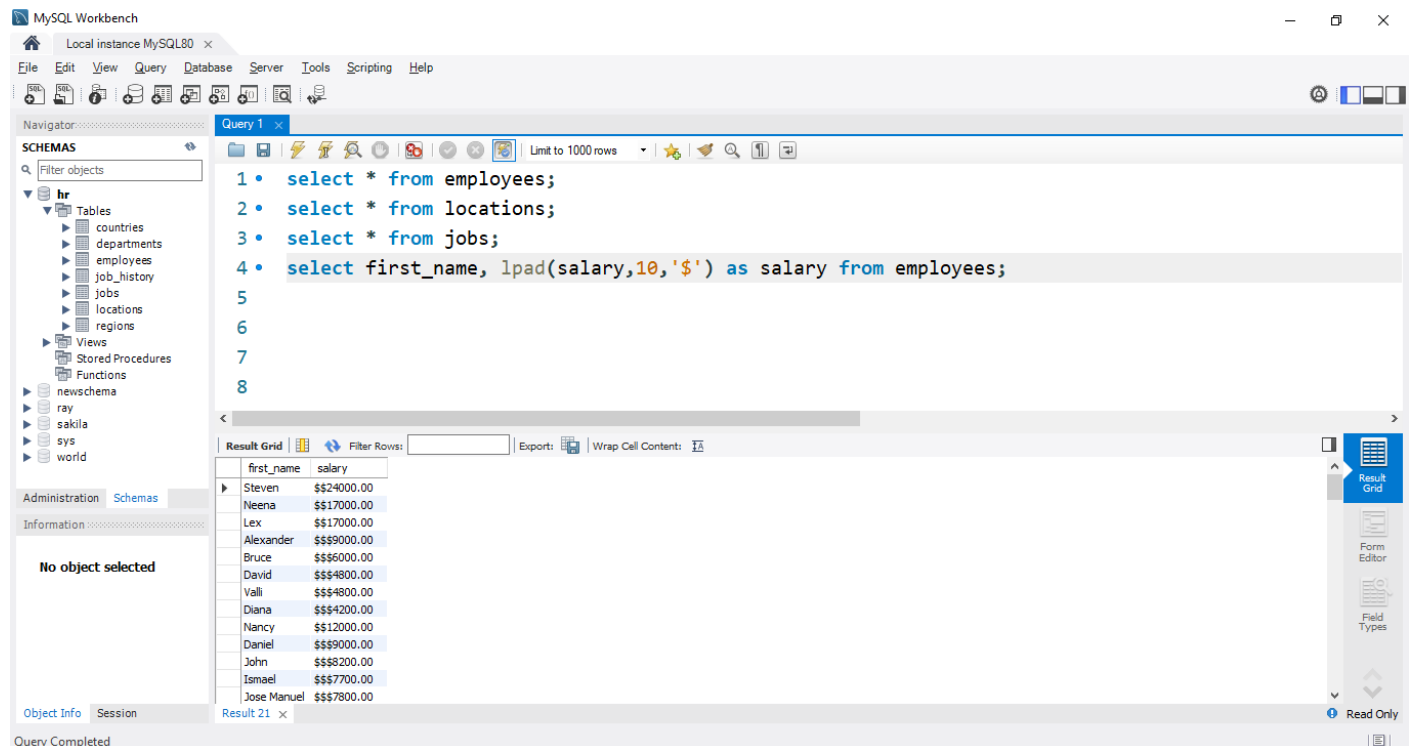 MySQL Workbench
Local instance MySQL80 ×
File Edit View Query Database Server Tools Scripting Help
Navigator
SCHEMAS
Filter objects
hr
Tables
countries
departments
employees
job_history
jobs
locations
regions
Views
Stored Procedures
Functions
newschema
ray
sakila
sys
world
Administration Schemas
Information
No object selected
Object Info Session
Query 1 ×
Limit to 1000 rows
1 select * from employees;
2 select * from locations;
3 select * from jobs;
4 select first_name, lpad(salary,10,'$') as salary from employees;
5
6
7
8
Result Grid Filter Rows: Export: Wrap Cell Content: IA
first_name salary
Steven $$24000.00
Neena $$17000.00
Lex $$17000.00
Alexander $$$9000.00
Bruce $$$6000.00
David $$$4800.00
Valli $$$4800.00
Diana $$$4200.00
Nancy $$12000.00
Daniel $$$9000.00
John $$$8200.00
Ismael $$$7700.00
Jose Manuel $$$7800.00
Result
Grid
Form
Editor
Field
Types
Result 21 ×
Read Only
Query Completed